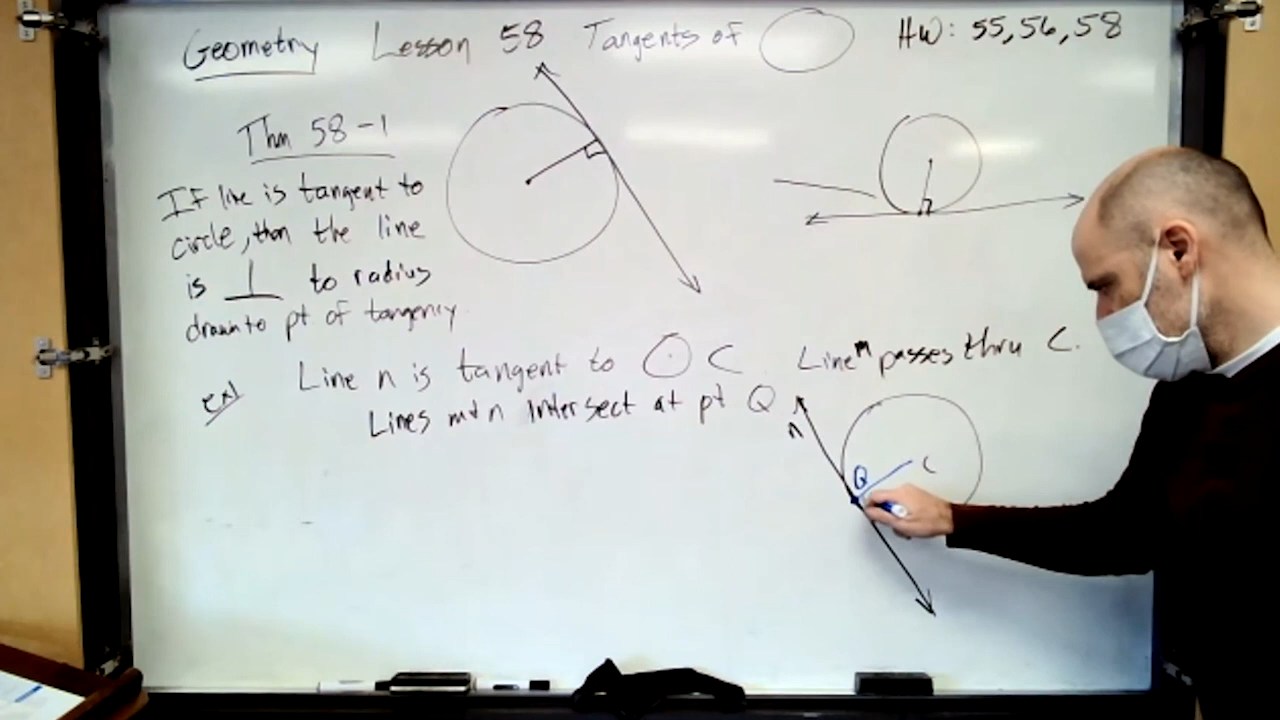 Geometry Lesson 58 Tangents of
HW: 55, 56, 58
Thm 58-1
If line is tangent to
circle, then the line
is ⊥ to radius
drawn to pt of tangency
ex1 Line n is tangent to ⊙ C. Line m passes thru C.
Lines m + n intersect at pt Q
n
Q
C